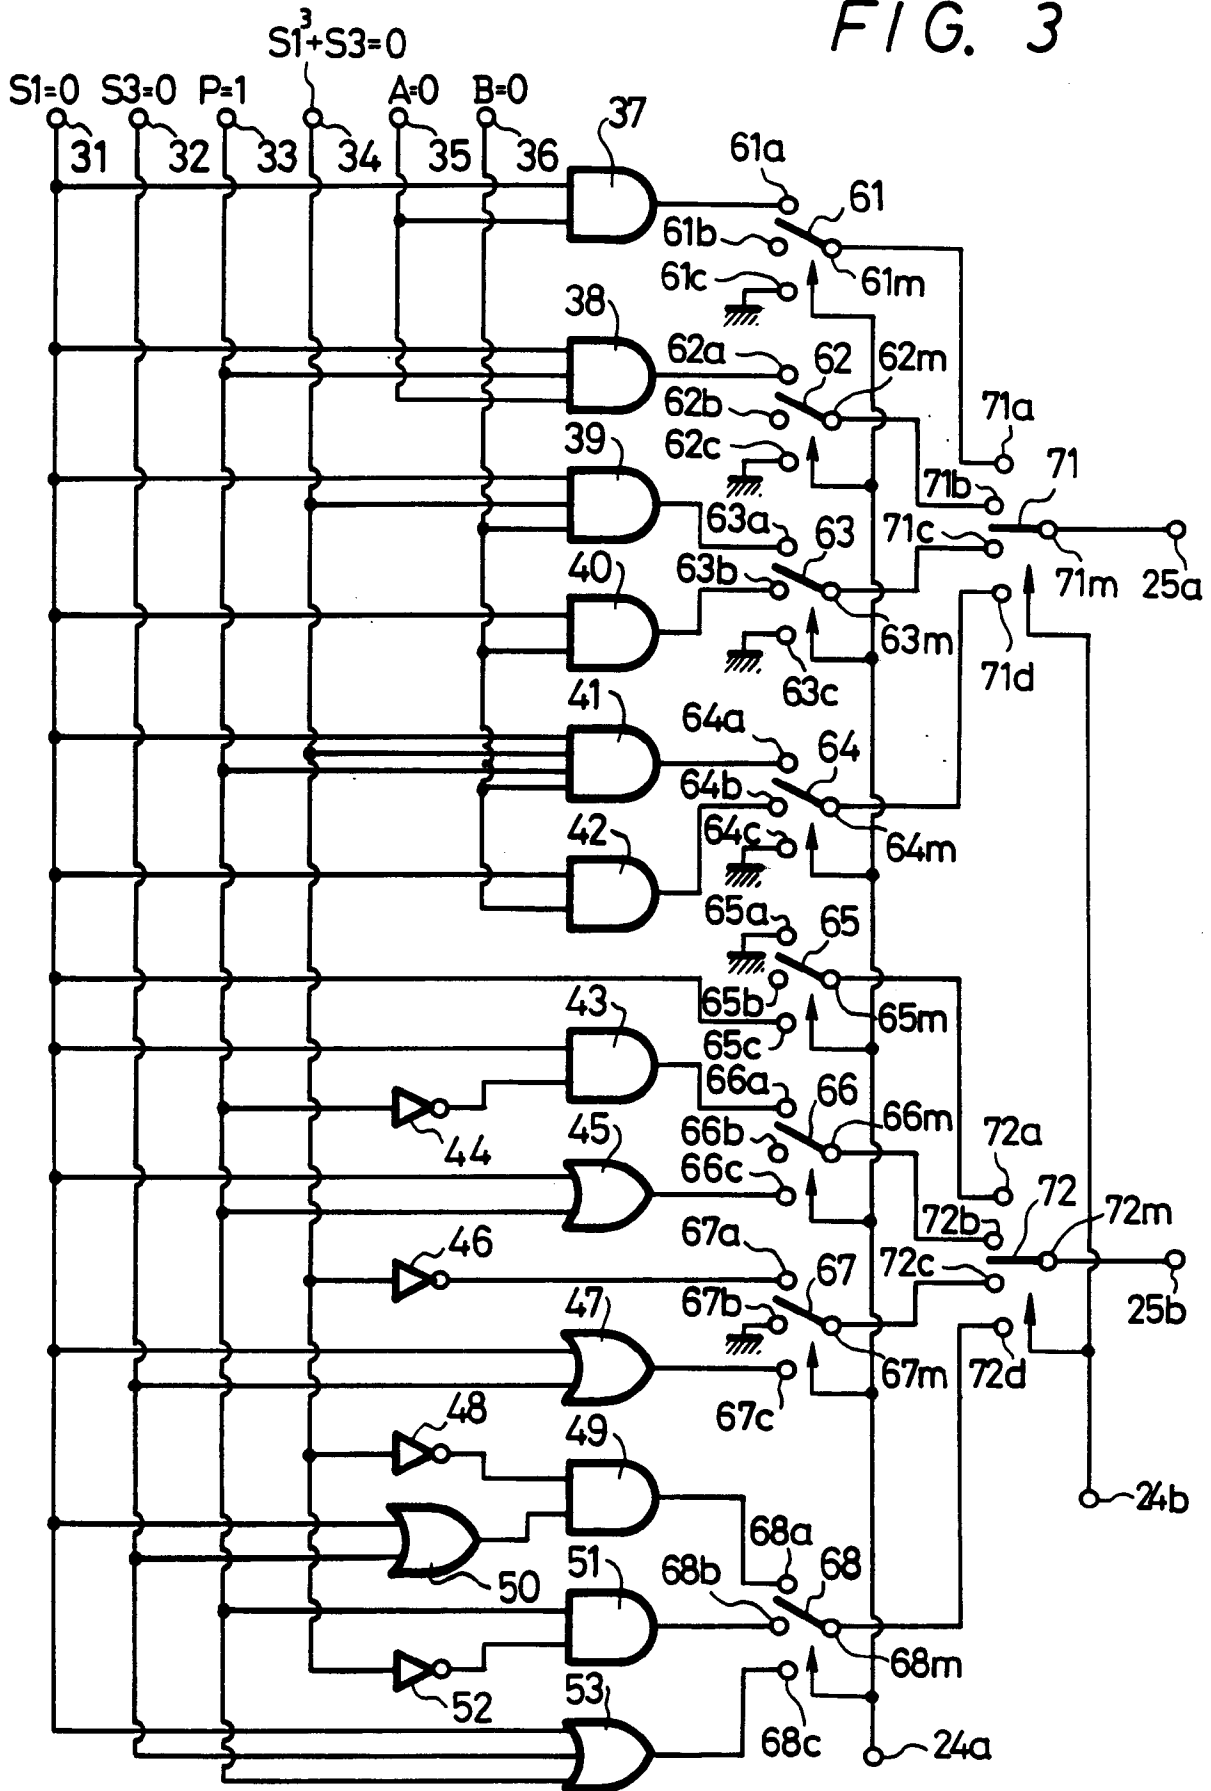 FIG. 3
S1³+S3=0
S1=0 S3=0 P=1 A=0 B=0
31 32 33 34 35 36
37
61a
61
61b
61c
61m
38
62a
62
62m
62b
62c
71a
39
71
71b
63a
63
71c
40
63b
71m
25a
63m
71d
63c
41
64a
64
64b
42
64c
64m
65a
65
43
65b
65m
65c
66a
66
66m
45
66b
44
66c
72a
46
67a
72
72m
72b
67
72c
47
67b
25b
67m
72d
67c
48
49
24b
68a
50
51
68b
68
52
53
68m
68c
24a